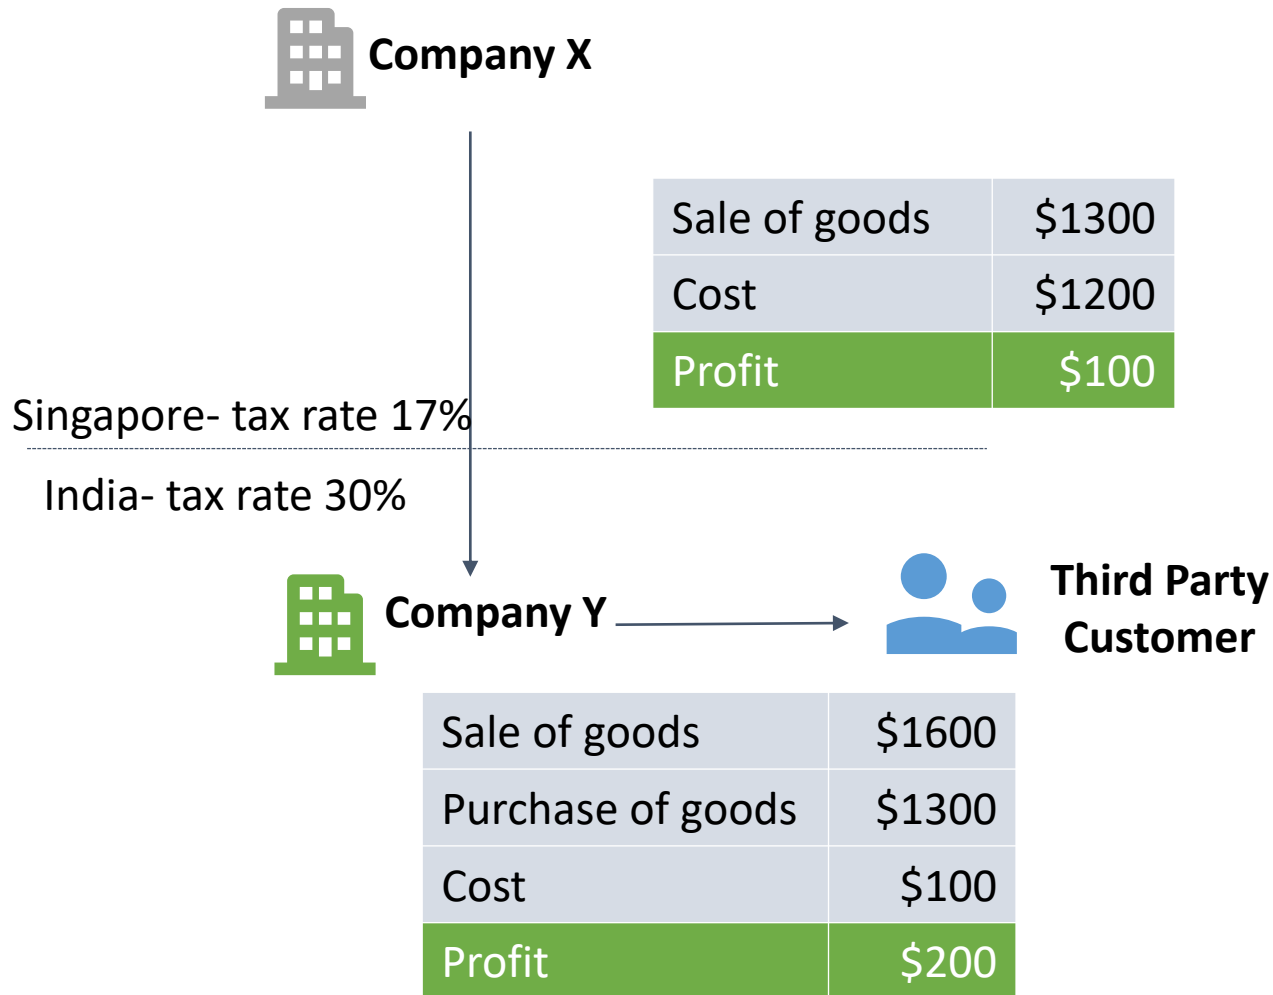 Company X
Sale of goods $1300
Cost $1200
Profit $100
Singapore- tax rate 17%
India- tax rate 30%
Company Y
Third Party
Customer
Sale of goods $1600
Purchase of goods $1300
Cost $100
Profit $200